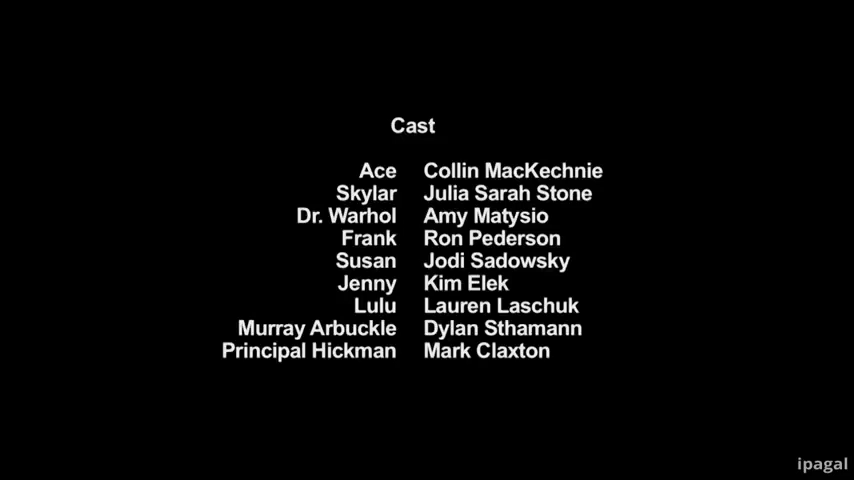 Cast
Ace Collin MacKechnie
Skylar Julia Sarah Stone
Dr. Warhol Amy Matysio
Frank Ron Pederson
Susan Jodi Sadowsky
Jenny Kim Elek
Lulu Lauren Laschuk
Murray Arbuckle Dylan Sthamann
Principal Hickman Mark Claxton
ipagal